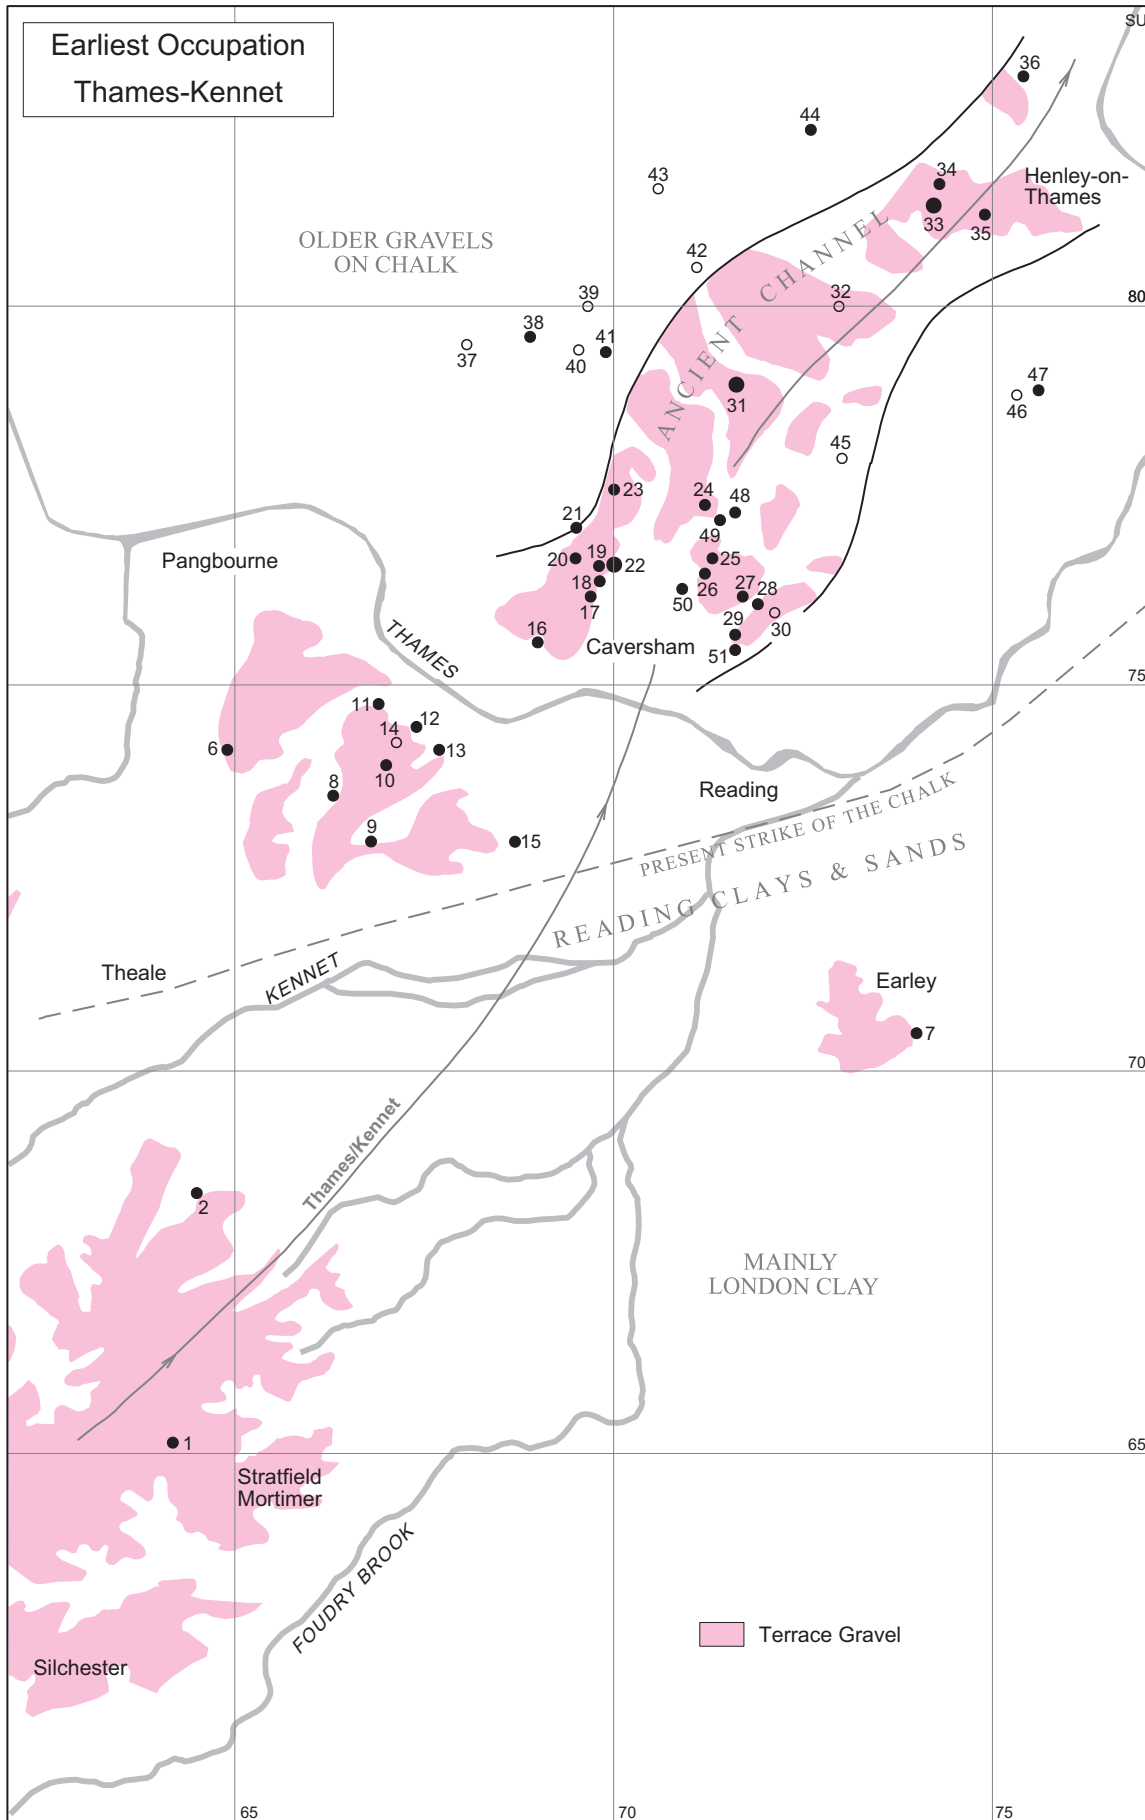 Earliest Occupation
Thames-Kennet
SU
36
44
43
34
Henley-on-
Thames
33
35
OLDER GRAVELS
ON CHALK
42
ANCIENT CHANNEL
39
32
80
38
41
37
40
31
47
46
45
23
24
48
21
49
Pangbourne
20
19
22
25
18
26
27
28
17
50
30
16
29
Caversham
51
THAMES
75
11
12
14
6
13
10
8
Reading
9
15
PRESENT STRIKE OF THE CHALK
READING CLAYS & SANDS
Theale
KENNET
Earley
7
70
Thames/Kennet
2
MAINLY
LONDON CLAY
1
65
Stratfield
Mortimer
FOUDRY BROOK
Terrace Gravel
Silchester
65
70
75